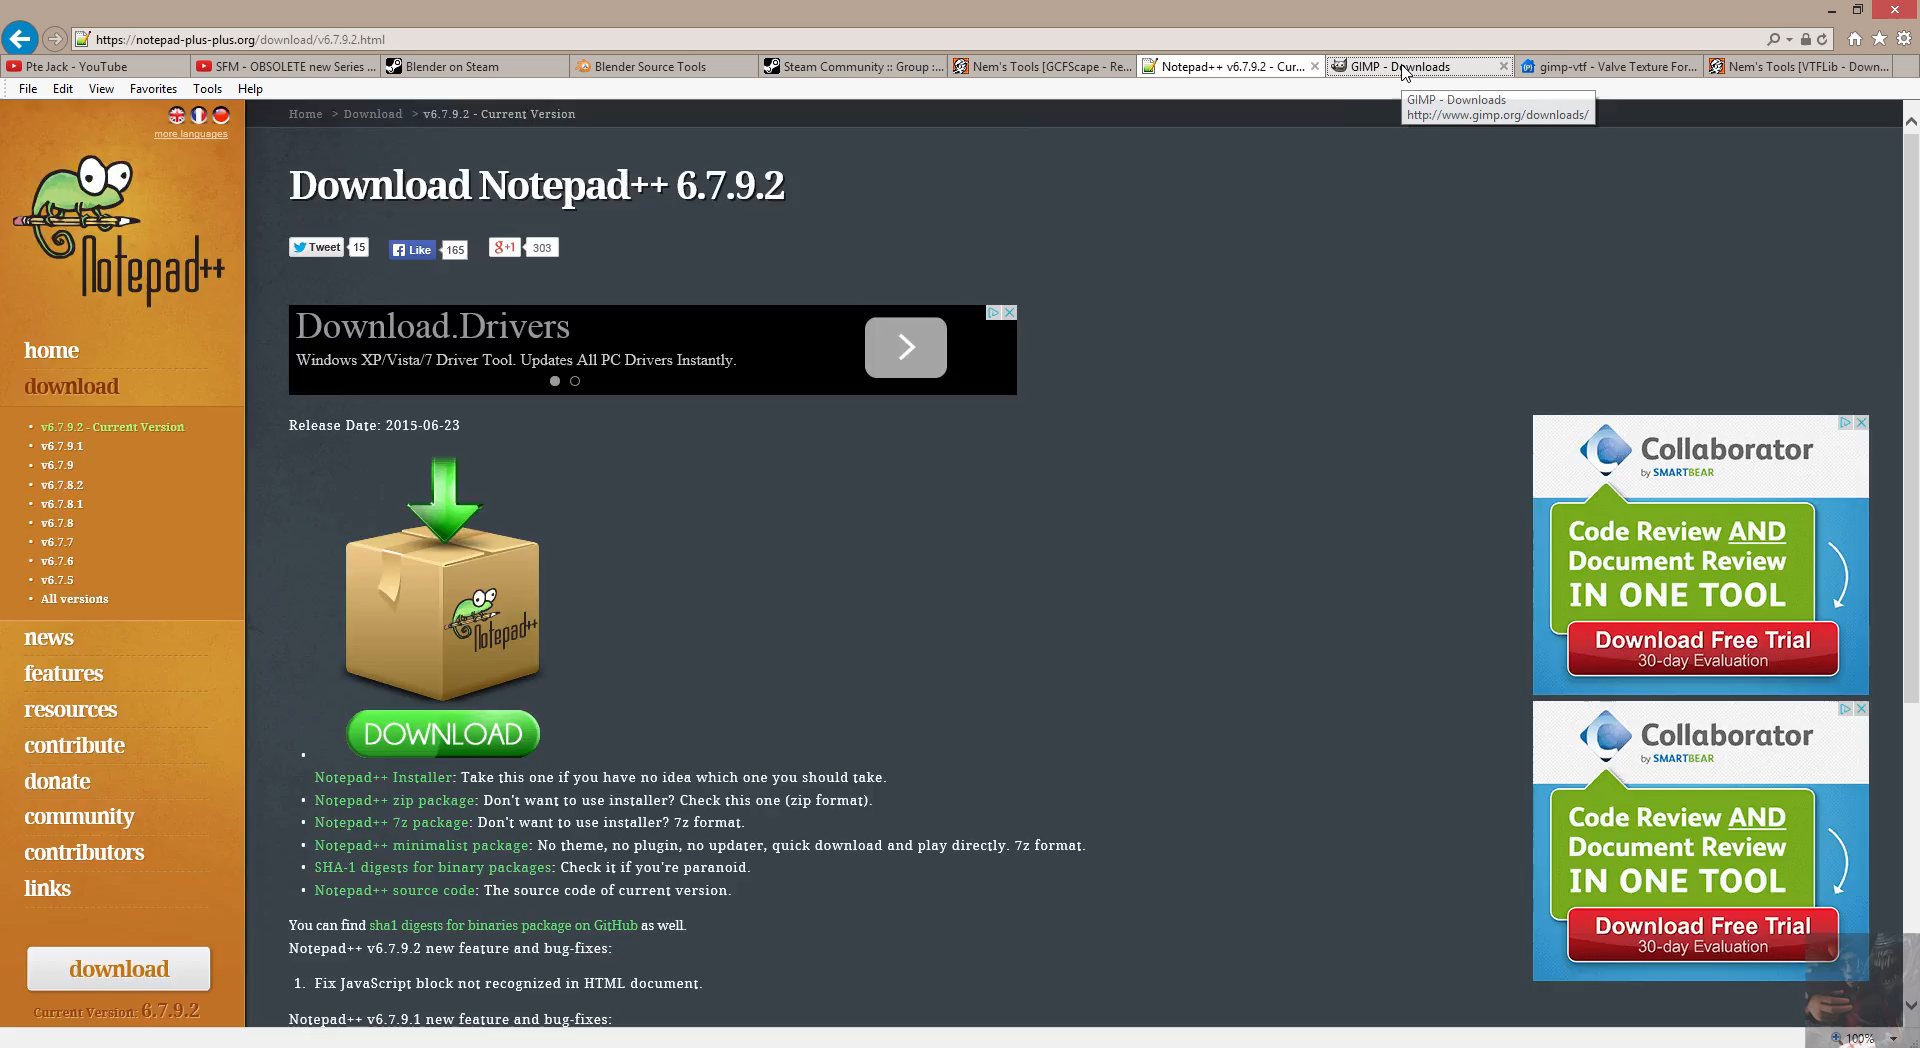 https://notepad-plus-plus.org/download/v6.7.9.2.html
Pte Jack - YouTube
SFM - OBSOLETE new Series ...
Blender on Steam
Blender Source Tools
Steam Community :: Group :...
Nem's Tools [GCFScape - Re...
Notepad++ v6.7.9.2 - Cur...
GIMP - Downloads
gimp-vtf - Valve Texture For...
Nem's Tools [VTFLib - Down...
File Edit View Favorites Tools Help
GIMP - Downloads
http://www.gimp.org/downloads/
more languages
Notepad++
home
download
• v6.7.9.2 - Current Version
• v6.7.9.1
• v6.7.9
• v6.7.8.2
• v6.7.8.1
• v6.7.8
• v6.7.7
• v6.7.6
• v6.7.5
• All versions
news
features
resources
contribute
donate
community
contributors
links
download
Current Version: 6.7.9.2
Home > Download > v6.7.9.2 - Current Version
Download Notepad++ 6.7.9.2
Tweet 15 Like 165 g+1 303
Download.Drivers
Windows XP/Vista/7 Driver Tool. Updates All PC Drivers Instantly.
Release Date: 2015-06-23
Notepad++
DOWNLOAD
•
Notepad++ Installer: Take this one if you have no idea which one you should take.
• Notepad++ zip package: Don't want to use installer? Check this one (zip format).
• Notepad++ 7z package: Don't want to use installer? 7z format.
• Notepad++ minimalist package: No theme, no plugin, no updater, quick download and play directly. 7z format.
• SHA-1 digests for binary packages: Check it if you're paranoid.
• Notepad++ source code: The source code of current version.
You can find sha1 digests for binaries package on GitHub as well.
Notepad++ v6.7.9.2 new feature and bug-fixes:
1. Fix JavaScript block not recognized in HTML document.
Notepad++ v6.7.9.1 new feature and bug-fixes:
Collaborator
by SMARTBEAR
Code Review AND
Document Review
IN ONE TOOL
Download Free Trial
30-day Evaluation
Collaborator
by SMARTBEAR
Code Review AND
Document Review
IN ONE TOOL
Download Free Trial
30-day Evaluation
100%